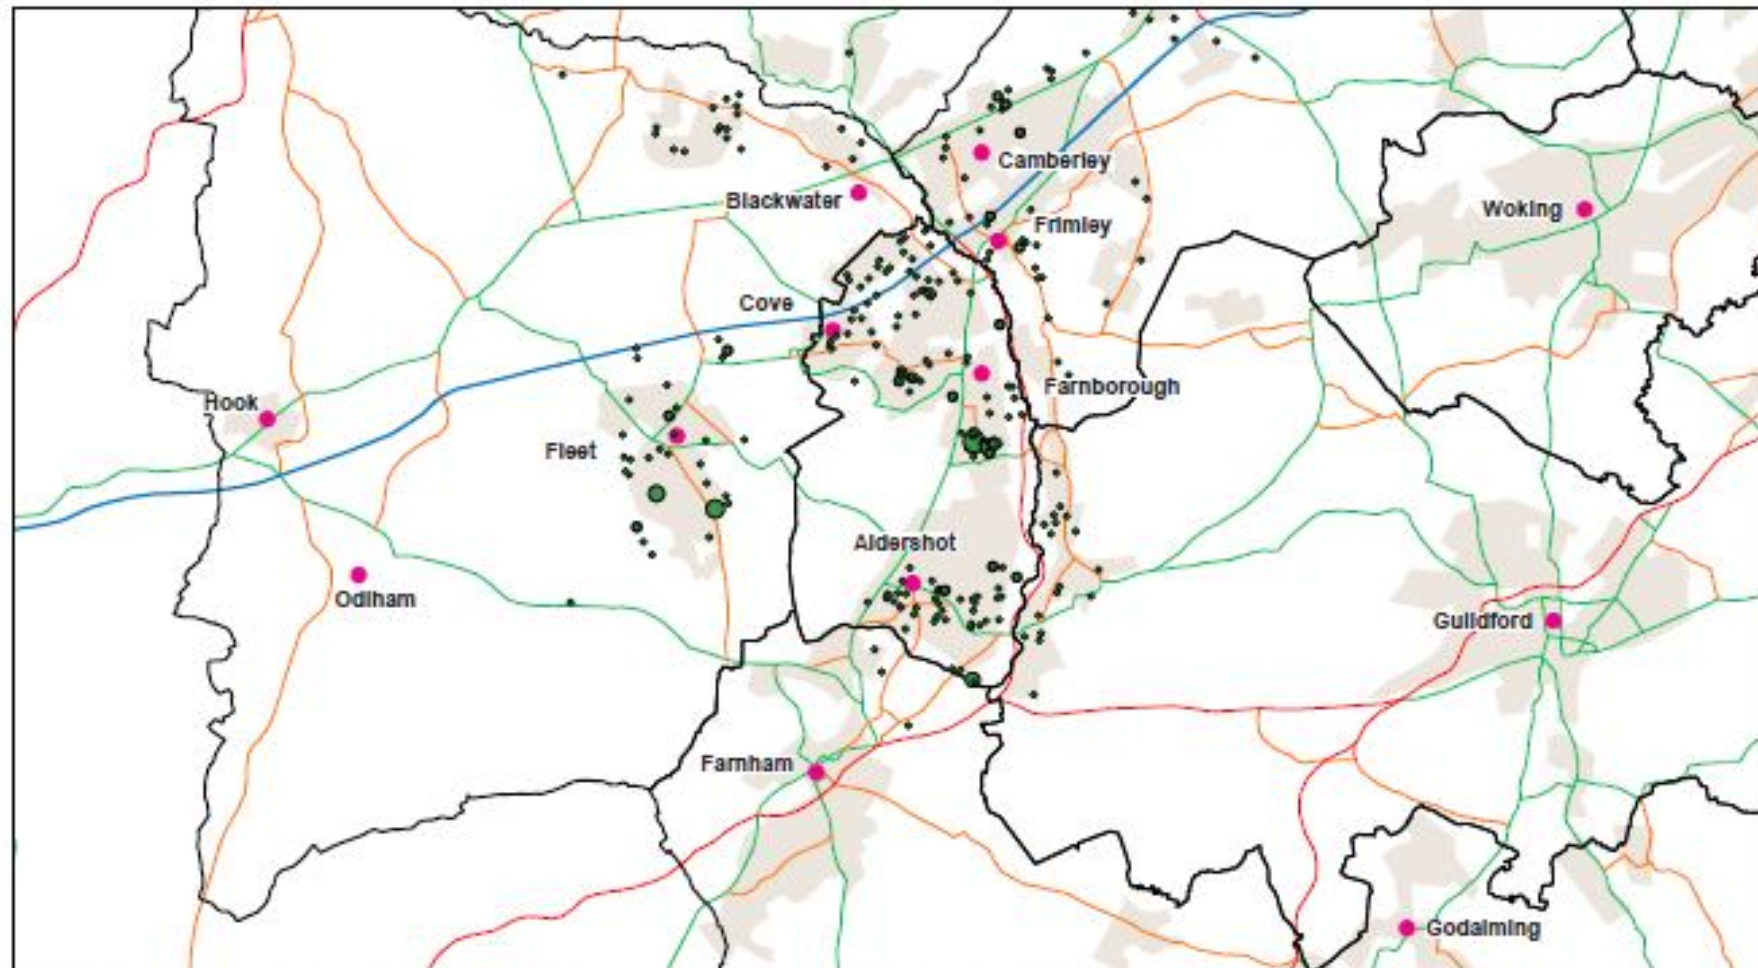 Camberley
Blackwater
Woking
Frimley
Cove
Farnborough
Hook
Fleet
Aldershot
Odiham
Guildford
Farnham
Godalming